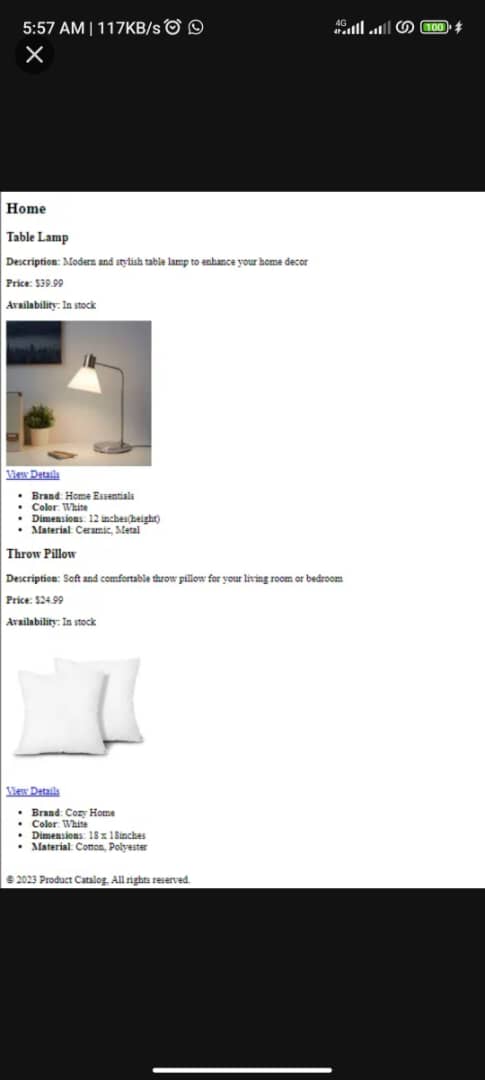 5:57 AM | 117KB/s
4G
100
Home
Table Lamp
Description: Modern and stylish table lamp to enhance your home decor
Price: $39.99
Availability: In stock
View Details
• Brand: Home Essentials
• Color: White
• Dimensions: 12 inches(height)
• Material: Ceramic, Metal
Throw Pillow
Description: Soft and comfortable throw pillow for your living room or bedroom
Price: $24.99
Availability: In stock
View Details
• Brand: Cozy Home
• Color: White
• Dimensions: 18 x 18inches
• Material: Cotton, Polyester
© 2023 Product Catalog, All rights reserved.